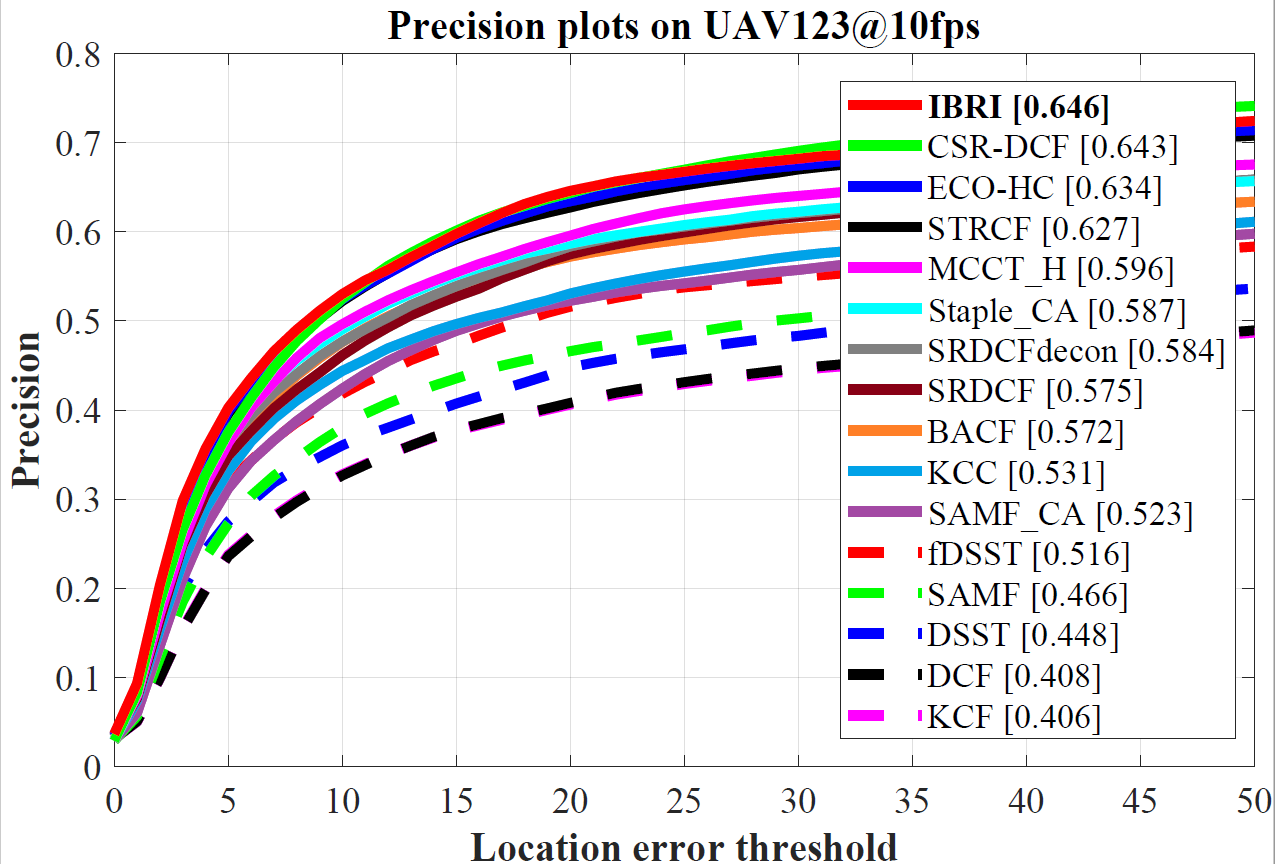 Precision plots on UAV123@10fps
0.8
0.7
0.6
0.5
0.4
0.3
0.2
0.1
0
Precision
IBRI [0.646]
CSR-DCF [0.643]
ECO-HC [0.634]
STRCF [0.627]
MCCT_H [0.596]
Staple_CA [0.587]
SRDCFdecon [0.584]
SRDCF [0.575]
BACF [0.572]
KCC [0.531]
SAMF_CA [0.523]
fDSST [0.516]
SAMF [0.466]
DSST [0.448]
DCF [0.408]
KCF [0.406]
0 5 10 15 20 25 30 35 40 45 50
Location error threshold